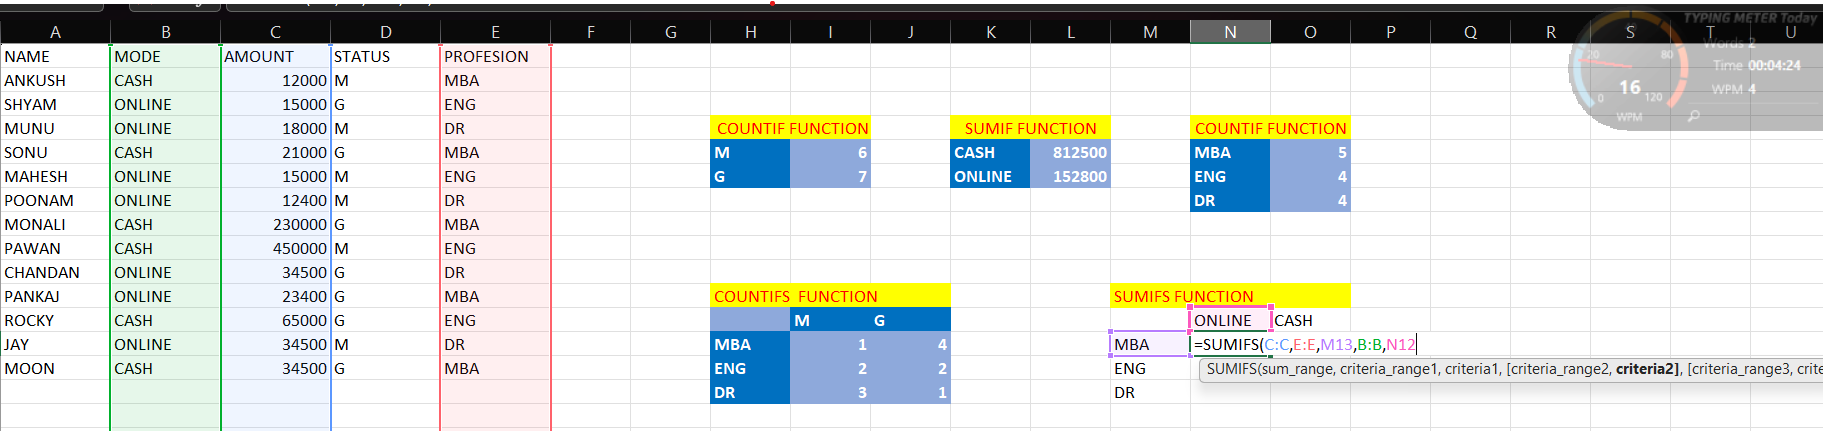 A B C D E F G H I J K L M N O P Q R S T U
TYPING METER Today
Words 2
Time 00:04:24
WPM 4
20 80
16
0 120
WPM
NAME MODE AMOUNT STATUS PROFESION
ANKUSH CASH 12000 M MBA
SHYAM ONLINE 15000 G ENG
MUNU ONLINE 18000 M DR COUNTIF FUNCTION SUMIF FUNCTION COUNTIF FUNCTION
SONU CASH 21000 G MBA M 6 CASH 812500 MBA 5
MAHESH ONLINE 15000 M ENG G 7 ONLINE 152800 ENG 4
POONAM ONLINE 12400 M DR DR 4
MONALI CASH 230000 G MBA
PAWAN CASH 450000 M ENG
CHANDAN ONLINE 34500 G DR
PANKAJ ONLINE 23400 G MBA COUNTIFS FUNCTION SUMIFS FUNCTION
ROCKY CASH 65000 G ENG M G ONLINE CASH
JAY ONLINE 34500 M DR MBA 1 4 MBA =SUMIFS(C:C,E:E,M13,B:B,N12
MOON CASH 34500 G MBA ENG 2 2 ENG SUMIFS(sum_range, criteria_range1, criteria1, [criteria_range2, criteria2], [criteria_range3, crite
DR 3 1 DR